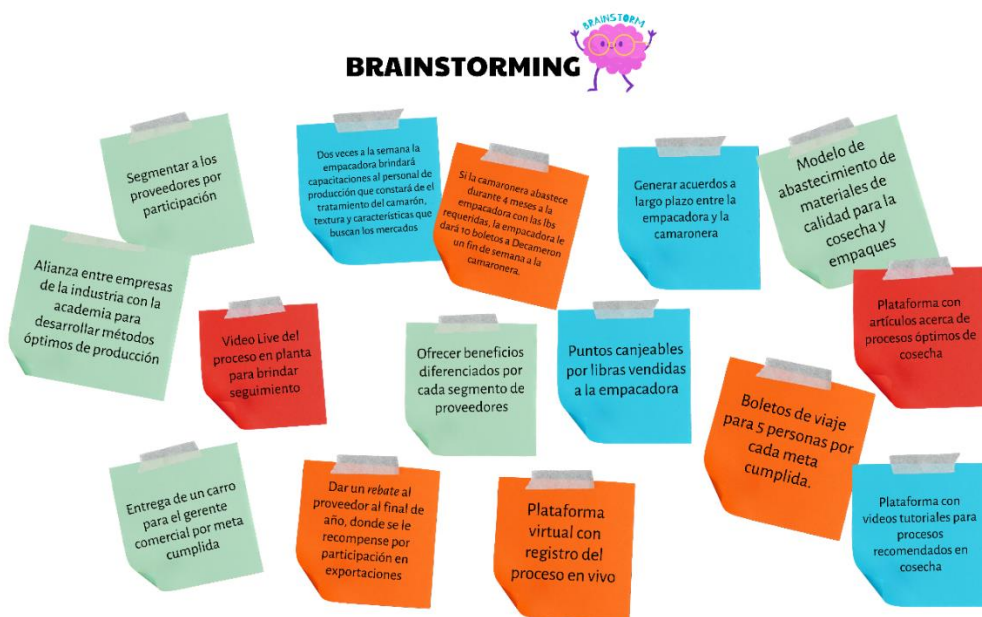 BRAINSTORM
BRAINSTORMING
Segmentar a los
proveedores por
participación
Dos veces a la semana la
empacadora brindará
capacitaciones al personal de
producción que constará de el
tratamiento del camarón,
textura y características que
buscan los mercados
Si la camaronera abastece
durante 4 meses a la
empacadora con las lbs
requeridas, la empacadora le
dará 10 boletos a Decameron
un fin de semana a la
camaronera.
Generar acuerdos a
largo plazo entre la
empacadora y la
camaronera
Modelo de
abastecimiento de
materiales de
calidad para la
cosecha y
empaques
Alianza entre empresas
de la industria con la
academia para
desarrollar métodos
óptimos de producción
Video Live del
proceso en planta
para brindar
seguimiento
Ofrecer beneficios
diferenciados por
cada segmento de
proveedores
Puntos canjeables
por libras vendidas
a la empacadora
Boletos de viaje
para 5 personas por
cada meta
cumplida.
Plataforma con
artículos acerca de
procesos óptimos de
cosecha
Entrega de un carro
para el gerente
comercial por meta
cumplida
Dar un rebate al
proveedor al final de
año, donde se le
recompense por
participación en
exportaciones
Plataforma
virtual con
registro del
proceso en vivo
Plataforma con
videos tutoriales para
procesos
recomendados en
cosecha